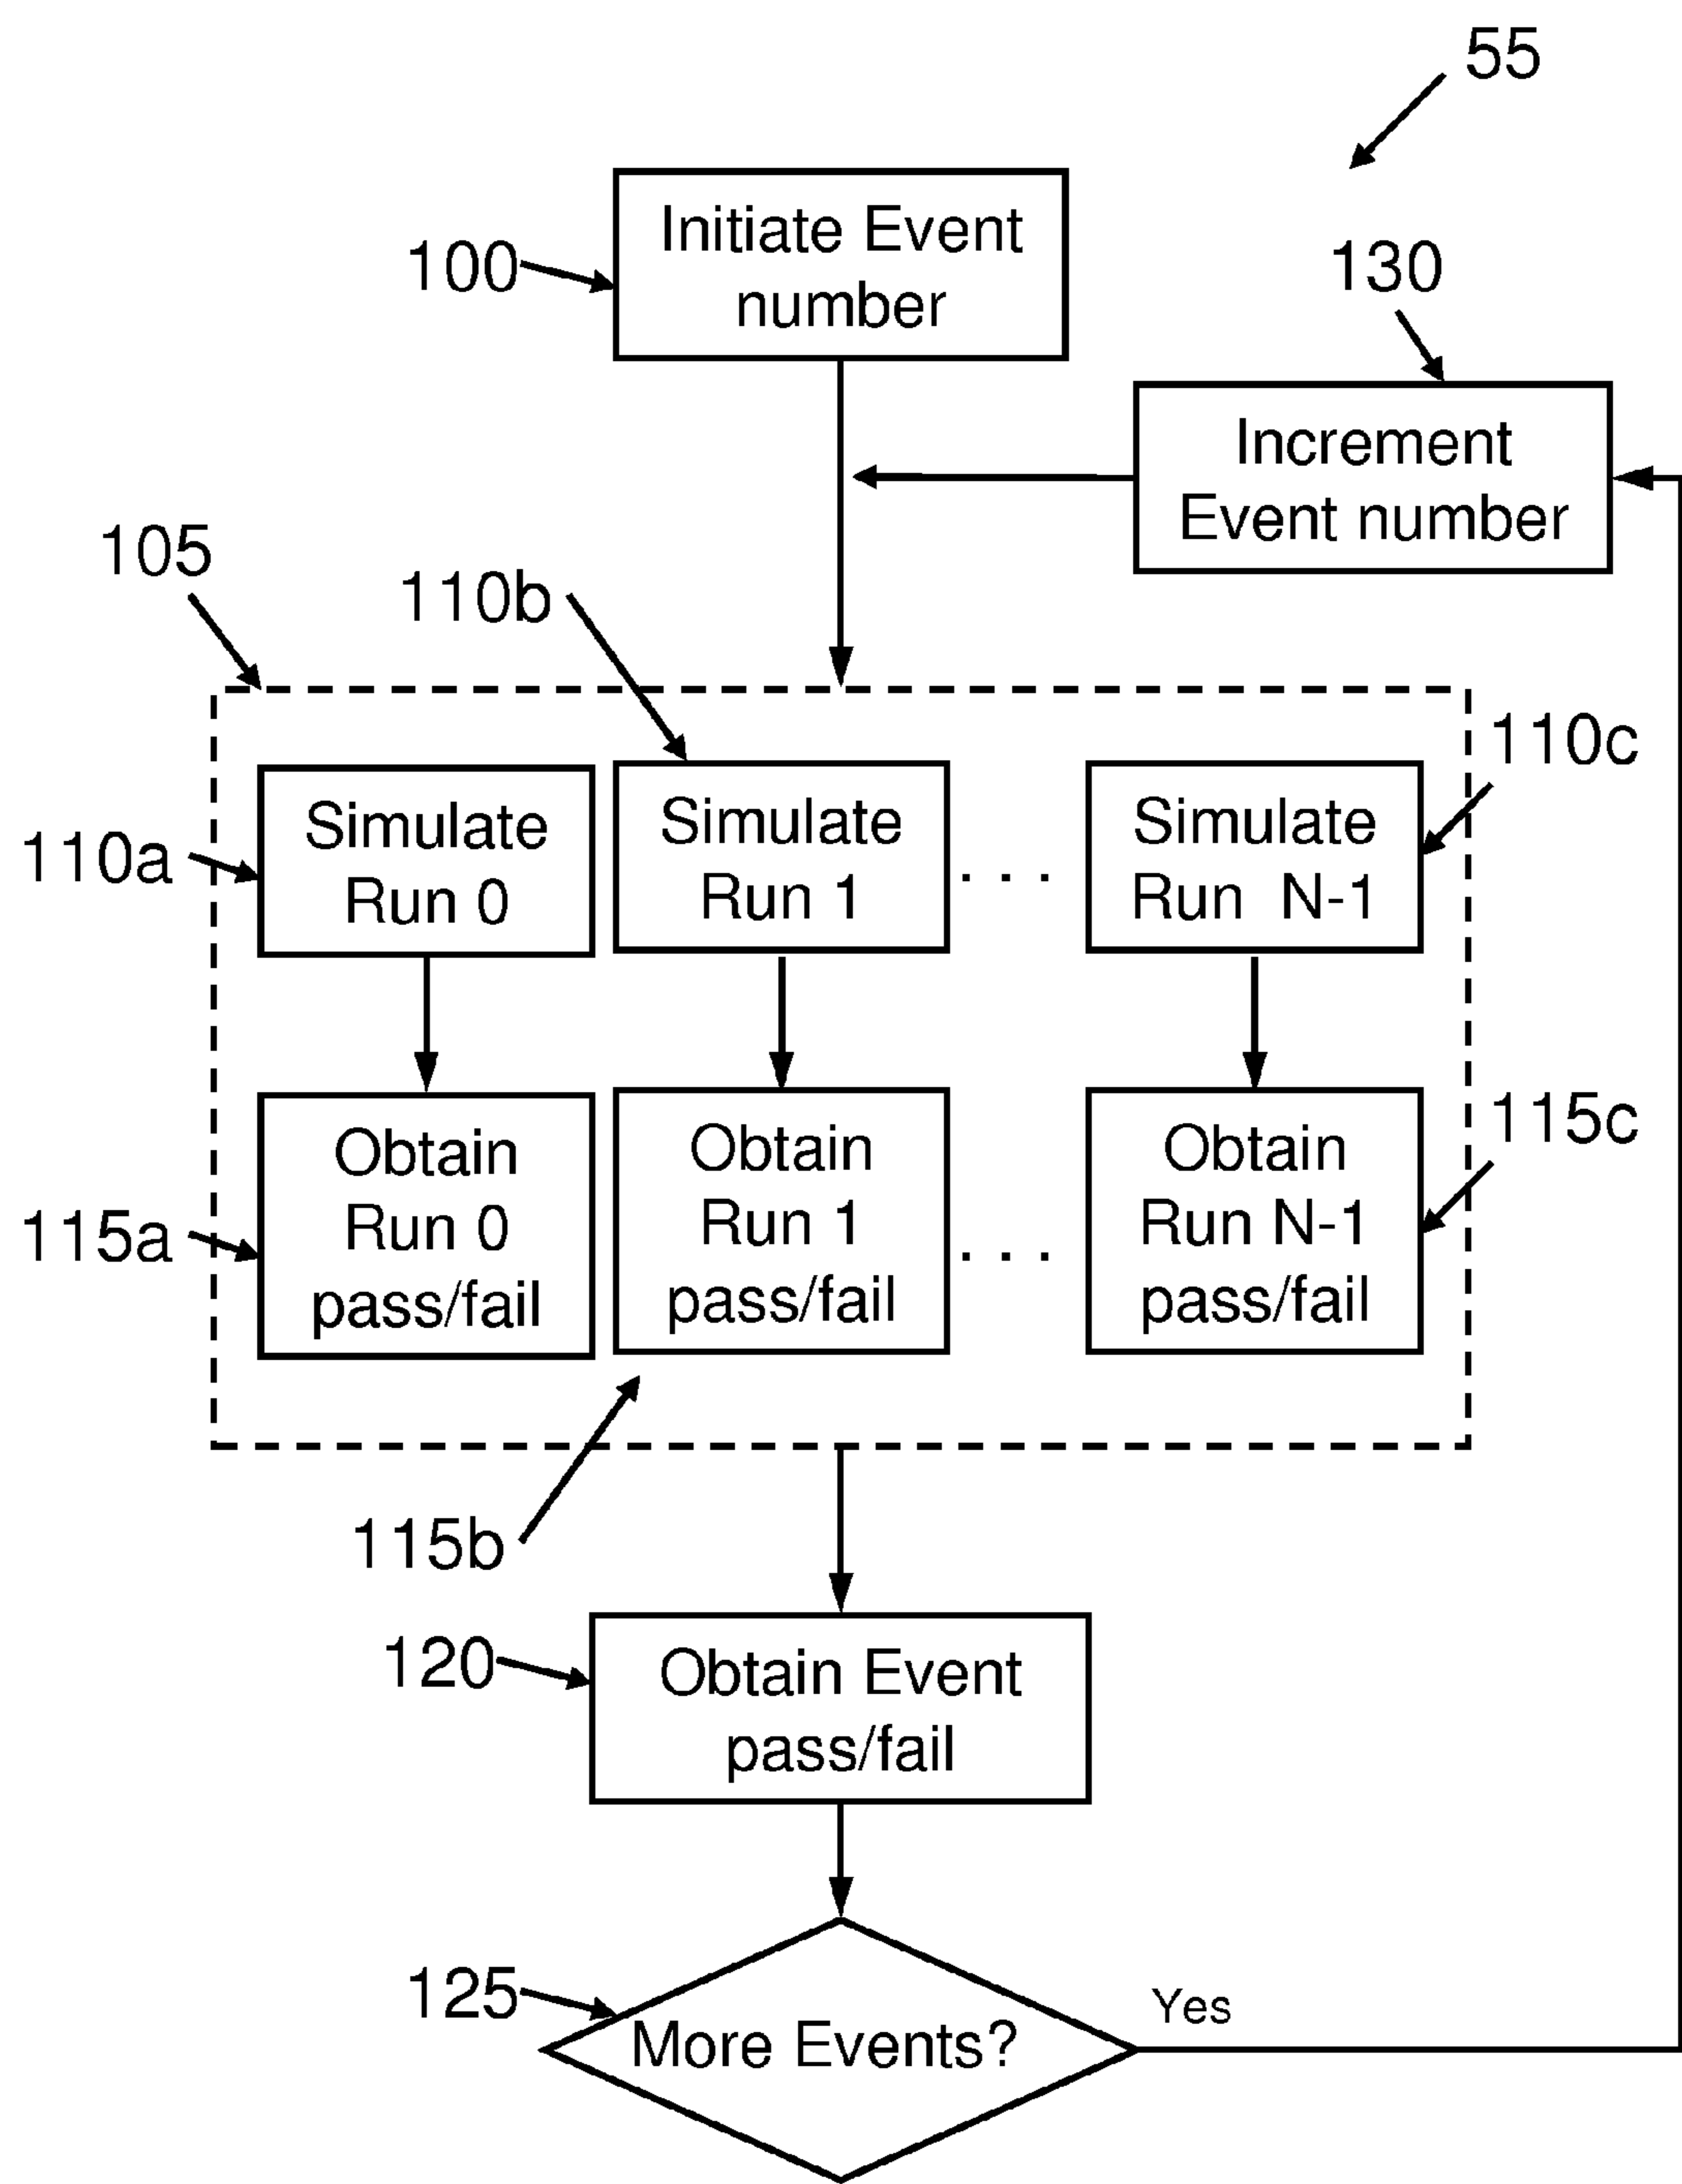 55
Initiate Event
number
100
130
Increment
Event number
105
110b
110c
Simulate
Run 0
Simulate
Run 1
. . .
Simulate
Run N-1
110a
115c
Obtain
Run 0
pass/fail
Obtain
Run 1
pass/fail
. . .
Obtain
Run N-1
pass/fail
115a
115b
120
Obtain Event
pass/fail
125
More Events?
Yes